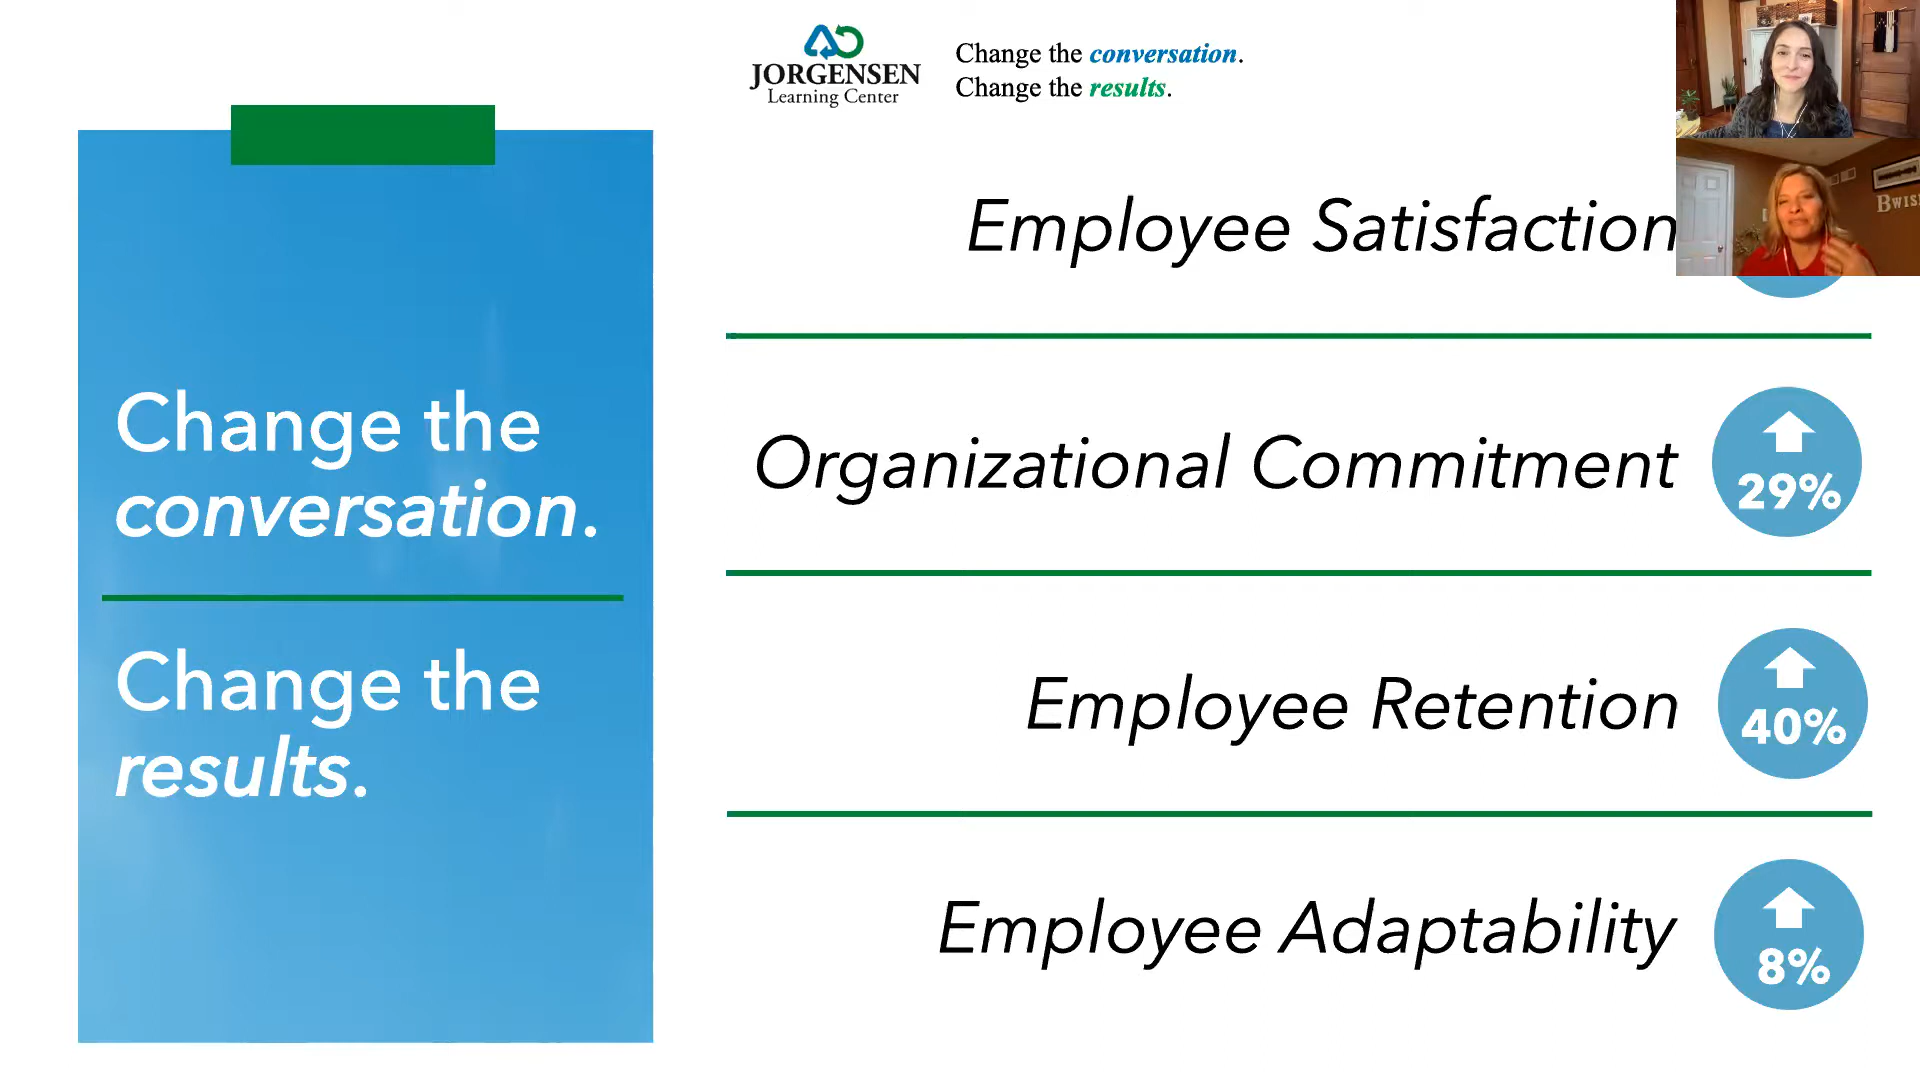 JORGENSEN
Learning Center
Change the conversation.
Change the results.
Change the
conversation.
Change the
results.
Employee Satisfaction
Organizational Commitment
29%
Employee Retention
40%
Employee Adaptability
8%